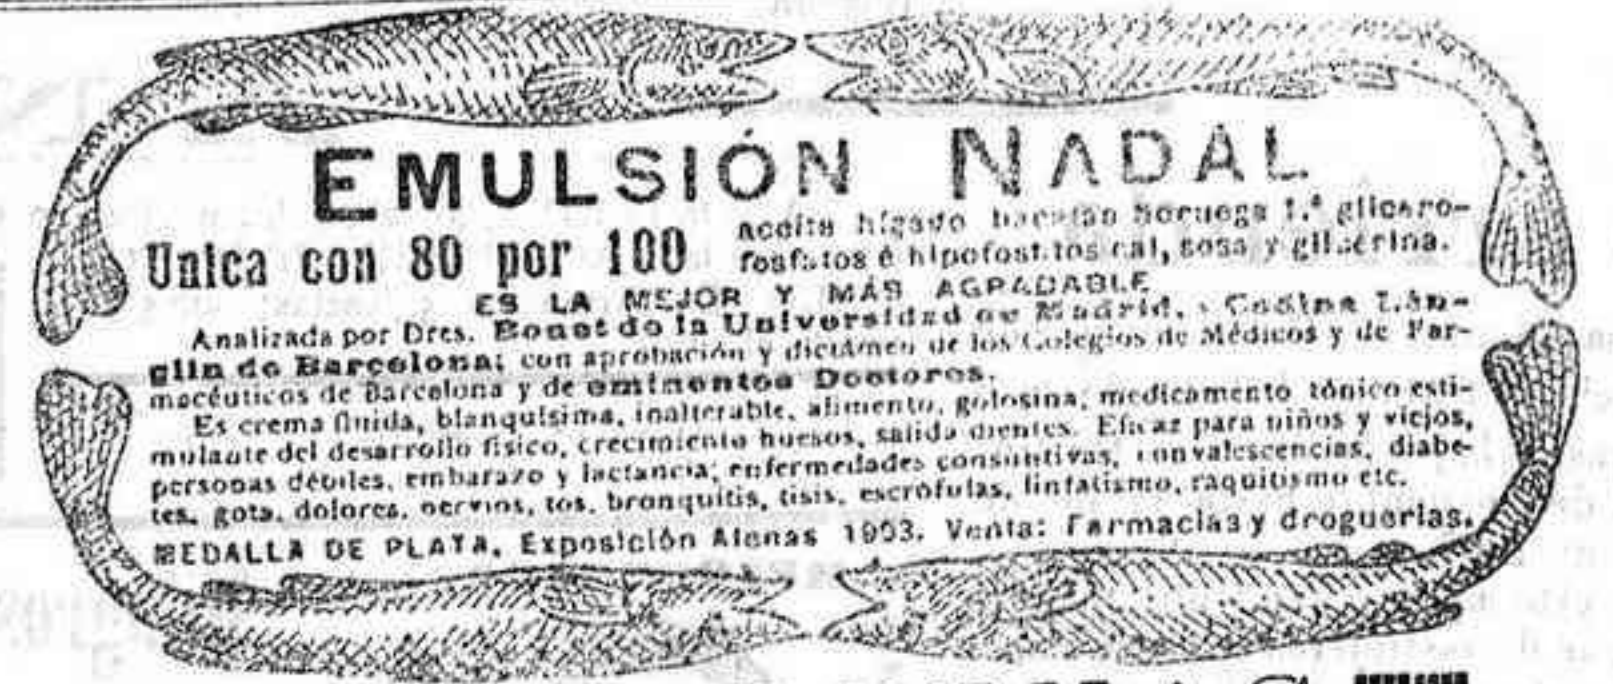 EMULSIÓN NADAL
Unica con 80 por 100 aceite hígado bacalao Noruega 1.ª glicero-
fosfatos é hipofosfitos cal, sosa y glicerina.
ES LA MEJOR Y MÁS AGRADABLE
Analizada por Dres. Bonet de la Universidad de Madrid, y Codina Län-
glin de Barcelona; con aprobación y dictámen de los Colegios de Médicos y de Far-
macéuticos de Barcelona y de eminentes Doctores.
Es crema fluida, blanquísima, inalterable, alimento, golosina; medicamento tónico esti-
mulante del desarrollo físico, crecimiento huesos, salida dientes. Eficaz para niños y viejos,
personas débiles, embarazo y lactancia; enfermedades consuntivas, convalescencias, diabe-
tes, gota, dolores, nervios, tos, bronquitis, tisis, escrófulas, linfatismo, raquitismo etc.
MEDALLA DE PLATA, Exposición Atenas 1903. Venta: Farmacias y droguerías.